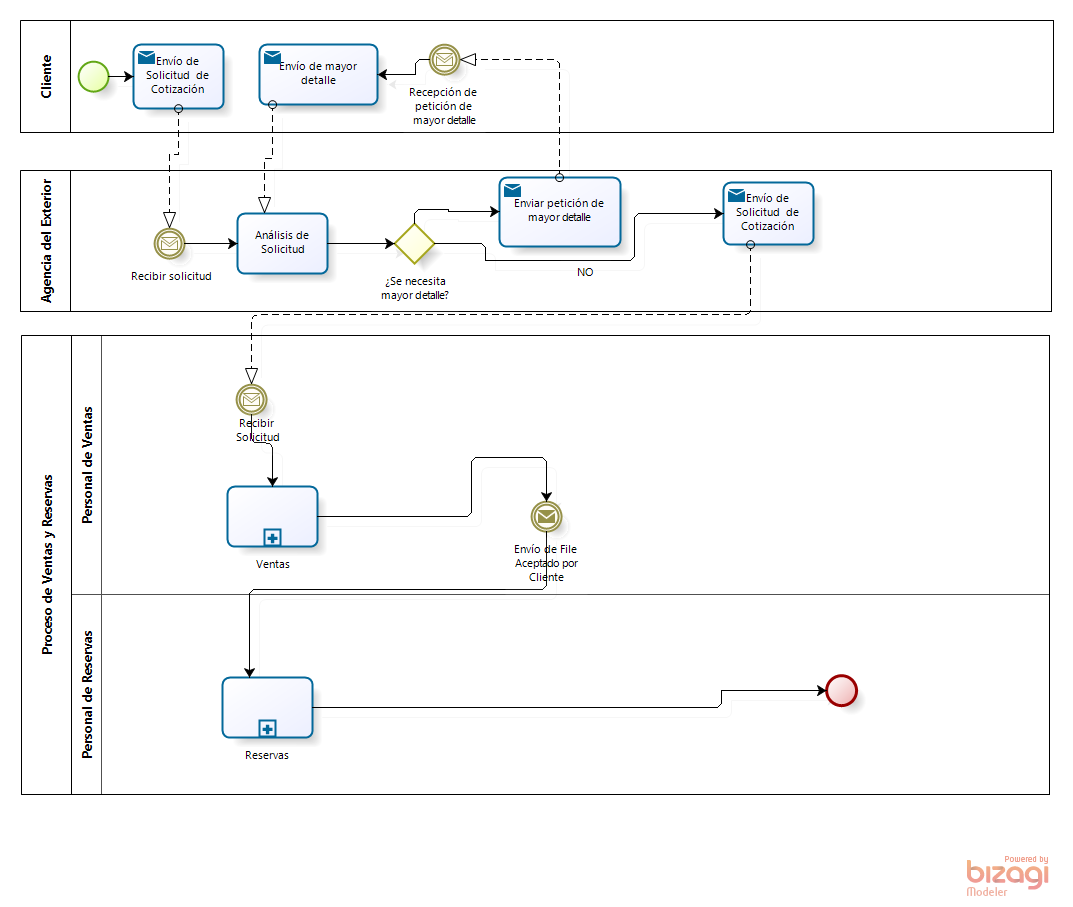 Cliente
Envío de
Solicitud de
Cotización
Envío de mayor
detalle
Recepción de
petición de
mayor detalle
Agencia del Exterior
Recibir solicitud
Análisis de
Solicitud
¿Se necesita
mayor detalle?
Enviar petición de
mayor detalle
NO
Envío de
Solicitud de
Cotización
Proceso de Ventas y Reservas
Personal de Ventas
Recibir
Solicitud
Ventas
Envío de File
Aceptado por
Cliente
Personal de Reservas
Reservas
Powered by
bizagi
Modeler